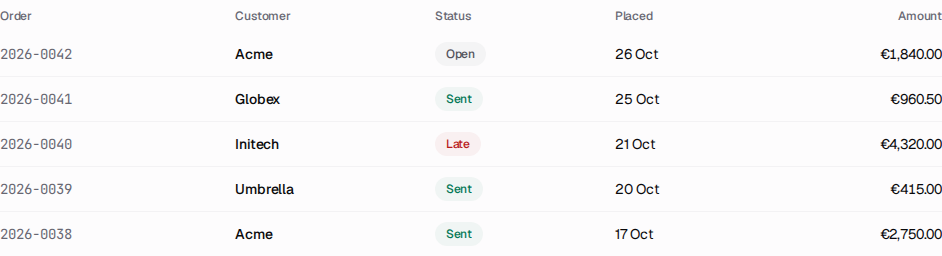 Order Customer Status Placed Amount
2026-0042 Acme Open 26 Oct €1,840.00
2026-0041 Globex Sent 25 Oct €960.50
2026-0040 Initech Late 21 Oct €4,320.00
2026-0039 Umbrella Sent 20 Oct €415.00
2026-0038 Acme Sent 17 Oct €2,750.00